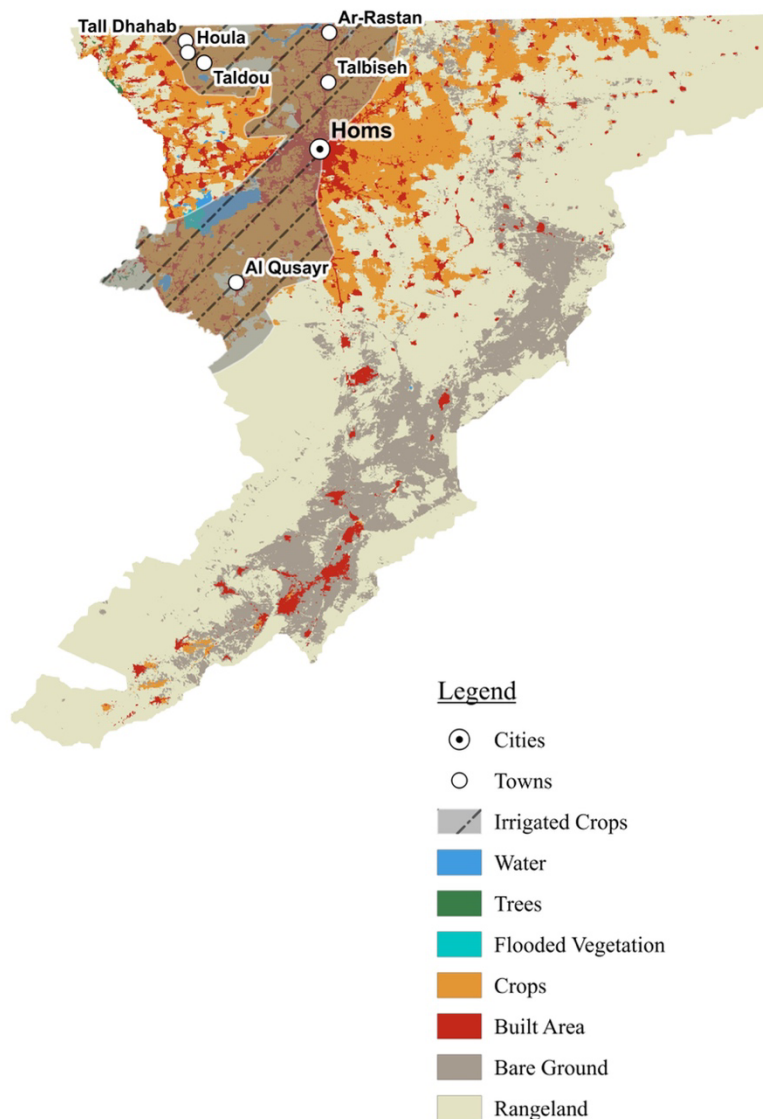 Ar-Rastan
Tall Dhahab
Houla
Taldou
Talbiseh
Homs
Al Qusayr
Legend
Cities
Towns
Irrigated Crops
Water
Trees
Flooded Vegetation
Crops
Built Area
Bare Ground
Rangeland